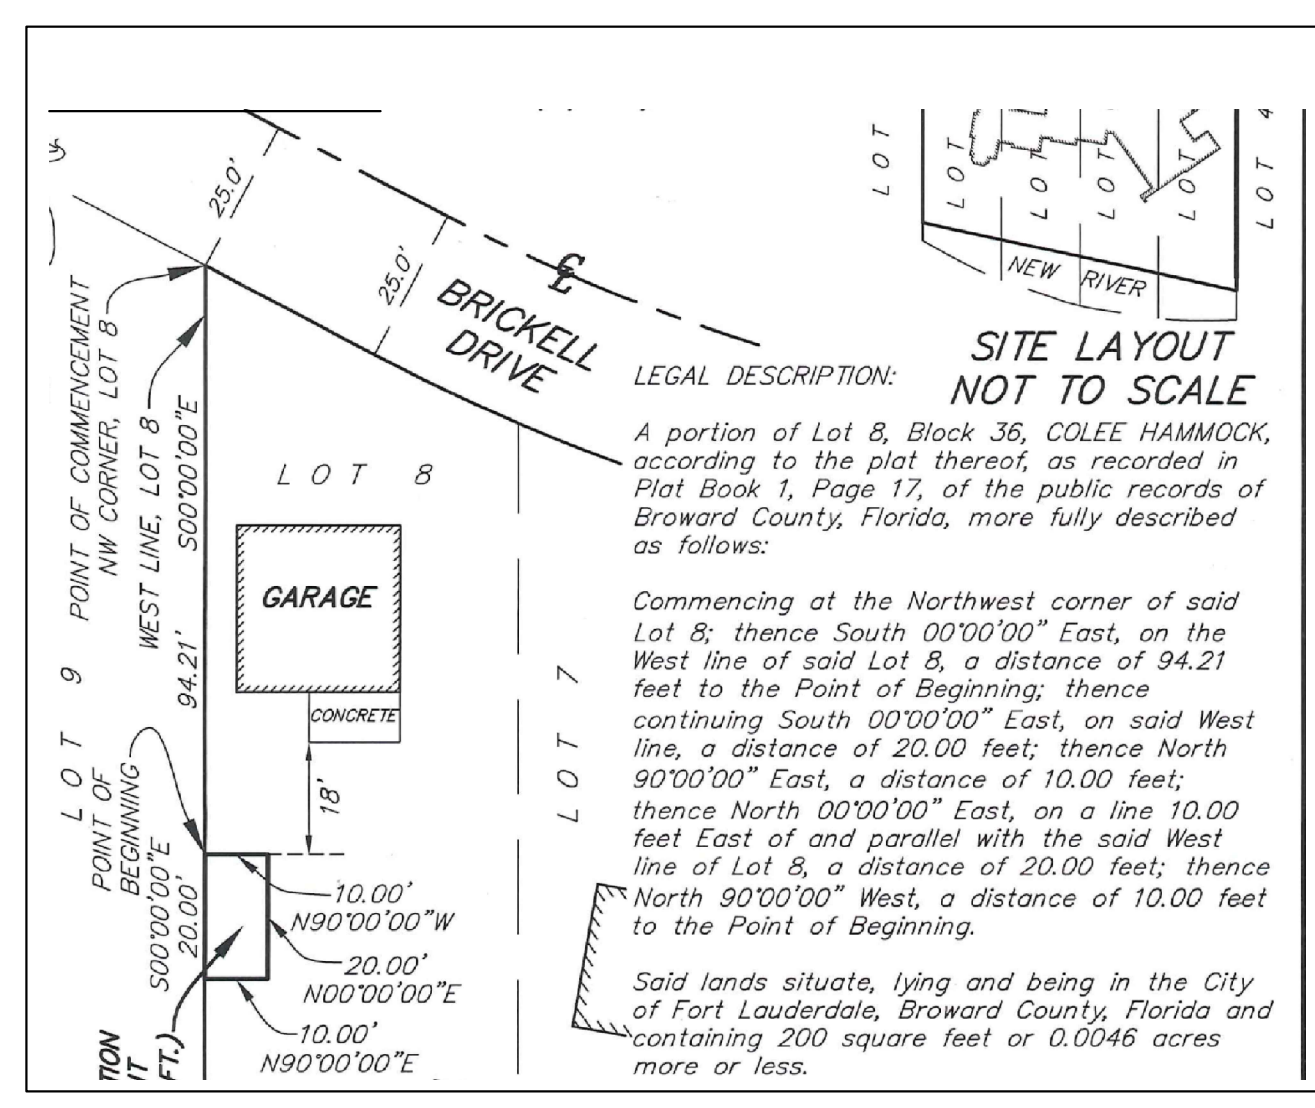 25.0'
25.0'
BRICKELL
DRIVE
POINT OF COMMENCEMENT
NW CORNER, LOT 8
WEST LINE, LOT 8
S00°00'00"E
94.21'
LOT 8
GARAGE
CONCRETE
18'
LOT 9
LOT 7
POINT OF
BEGINNING
S00°00'00"E
20.00'
10.00'
N90°00'00"W
20.00'
N00°00'00"E
10.00'
N90°00'00"E
TION
FT.)
LOT
LOT
LOT
LOT
LOT
LOT 4
NEW RIVER
SITE LAYOUT
NOT TO SCALE
LEGAL DESCRIPTION:
A portion of Lot 8, Block 36, COLEE HAMMOCK,
according to the plat thereof, as recorded in
Plat Book 1, Page 17, of the public records of
Broward County, Florida, more fully described
as follows:
Commencing at the Northwest corner of said
Lot 8; thence South 00°00'00" East, on the
West line of said Lot 8, a distance of 94.21
feet to the Point of Beginning; thence
continuing South 00°00'00" East, on said West
line, a distance of 20.00 feet; thence North
90°00'00" East, a distance of 10.00 feet;
thence North 00°00'00" East, on a line 10.00
feet East of and parallel with the said West
line of Lot 8, a distance of 20.00 feet; thence
North 90°00'00" West, a distance of 10.00 feet
to the Point of Beginning.
Said lands situate, lying and being in the City
of Fort Lauderdale, Broward County, Florida and
containing 200 square feet or 0.0046 acres
more or less.